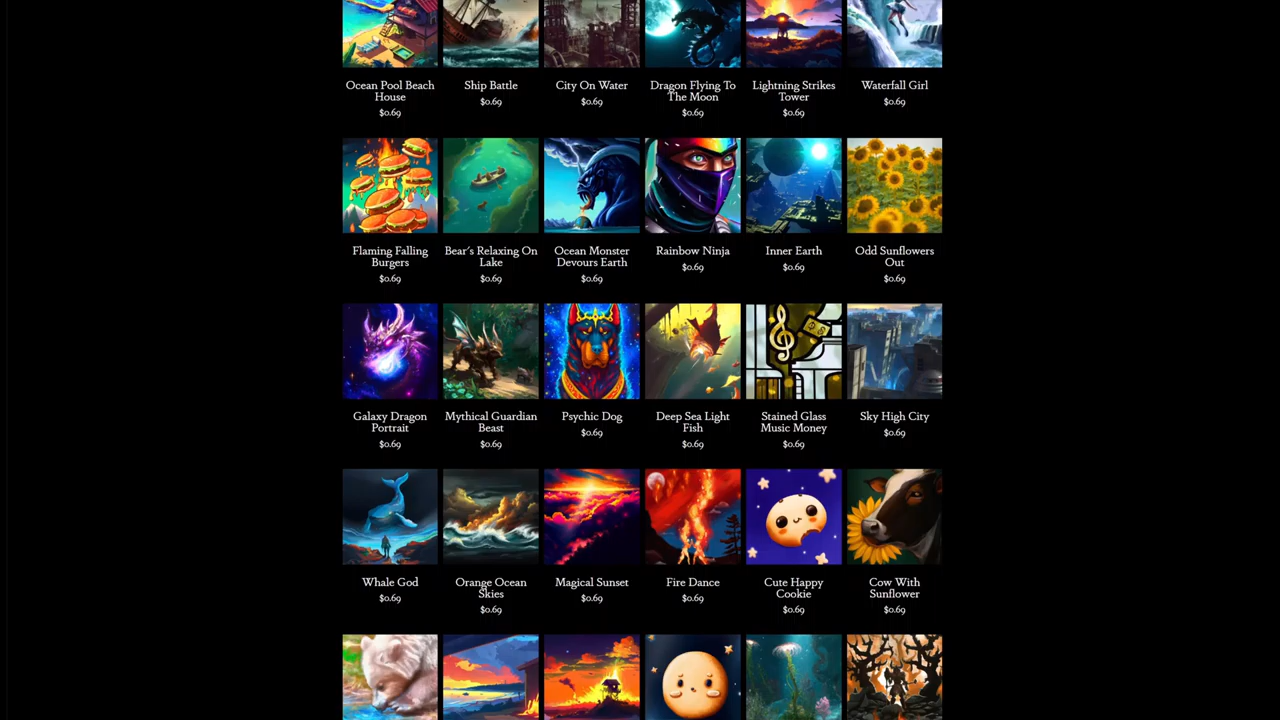 Ocean Pool Beach
House
$0.69
Ship Battle
$0.69
City On Water
$0.69
Dragon Flying To
The Moon
$0.69
Lightning Strikes
Tower
$0.69
Waterfall Girl
$0.69
Flaming Falling
Burgers
$0.69
Bear's Relaxing On
Lake
$0.69
Ocean Monster
Devours Earth
$0.69
Rainbow Ninja
$0.69
Inner Earth
$0.69
Odd Sunflowers
Out
$0.69
Galaxy Dragon
Portrait
$0.69
Mythical Guardian
Beast
$0.69
Psychic Dog
$0.69
Deep Sea Light
Fish
$0.69
Stained Glass
Music Money
$0.69
Sky High City
$0.69
Whale God
$0.69
Orange Ocean
Skies
$0.69
Magical Sunset
$0.69
Fire Dance
$0.69
Cute Happy
Cookie
$0.69
Cow With
Sunflower
$0.69